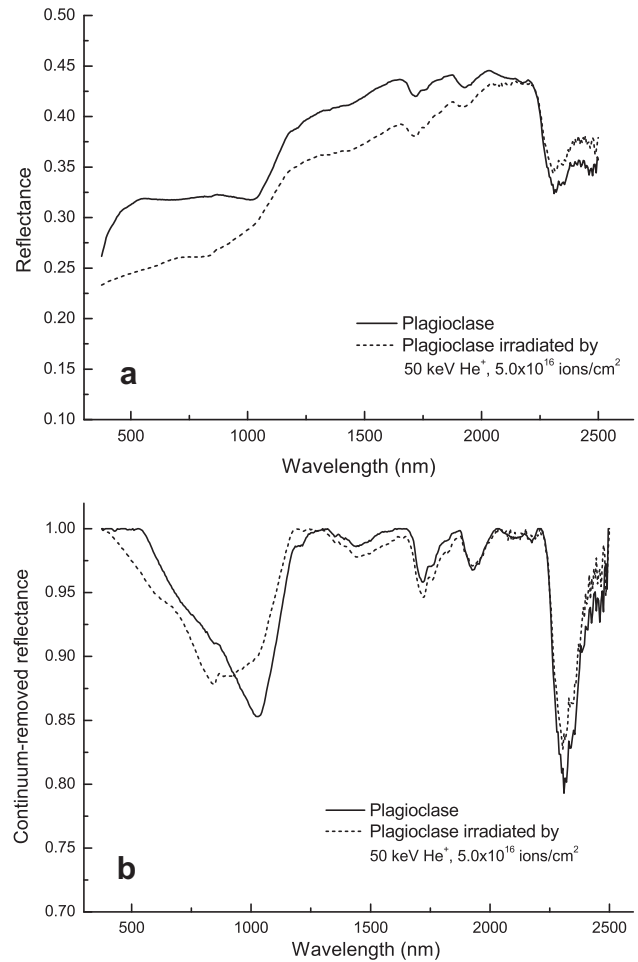 0.50
0.45
0.40
0.35
0.30
0.25
0.20
0.15
0.10
Reflectance
Plagioclase
Plagioclase irradiated by
50 keV He⁺, 5.0x10¹⁶ ions/cm²
a
500 1000 1500 2000 2500
Wavelength (nm)
1.00
0.95
0.90
0.85
0.80
0.75
0.70
Continuum-removed reflectance
Plagioclase
Plagioclase irradiated by
50 keV He⁺, 5.0x10¹⁶ ions/cm²
b
500 1000 1500 2000 2500
Wavelength (nm)